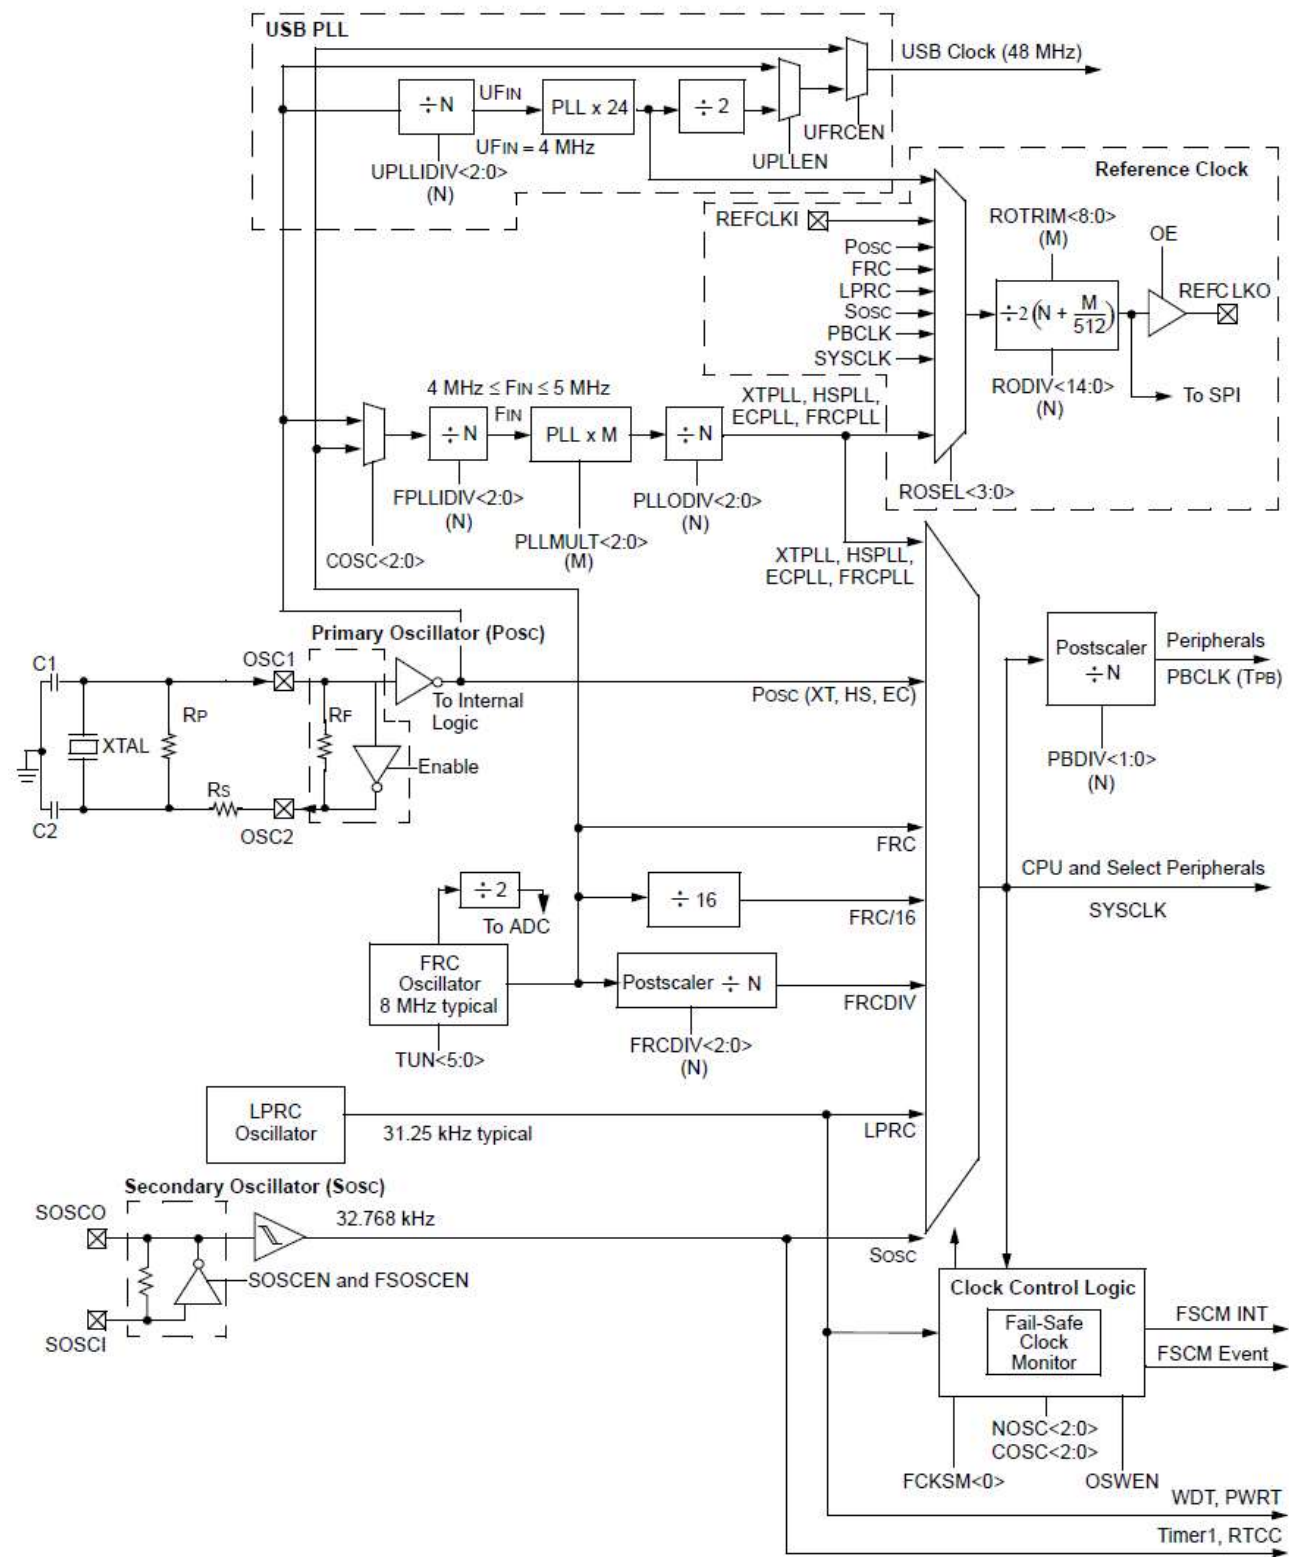 USB PLL
USB Clock (48 MHz)
÷ N
UFIN
PLL x 24
÷ 2
UFIN = 4 MHz
UFRCEN
UPLLEN
UPLLIDIV<2:0>
(N)
Reference Clock
REFCLKI
POSC
FRC
LPRC
SOSC
PBCLK
SYSCLK
ROTRIM<8:0>
(M)
OE
REFCLKO
÷2(N + M/512)
RODIV<14:0>
(N)
To SPI
ROSEL<3:0>
4 MHz ≤ FIN ≤ 5 MHz
FIN
÷ N
PLL x M
÷ N
XTPLL, HSPLL,
ECPLL, FRCPLL
FPLLIDIV<2:0>
(N)
PLLODIV<2:0>
(N)
PLLMULT<2:0>
(M)
COSC<2:0>
XTPLL, HSPLL,
ECPLL, FRCPLL
Primary Oscillator (POSC)
C1
OSC1
RP
RF
XTAL
To Internal
Logic
Enable
RS
C2
OSC2
POSC (XT, HS, EC)
Postscaler
÷ N
Peripherals
PBCLK (TPB)
PBDIV<1:0>
(N)
FRC
CPU and Select Peripherals
SYSCLK
÷ 2
To ADC
÷ 16
FRC/16
FRC
Oscillator
8 MHz typical
Postscaler ÷ N
FRCDIV
TUN<5:0>
FRCDIV<2:0>
(N)
LPRC
Oscillator
31.25 kHz typical
LPRC
Secondary Oscillator (SOSC)
SOSCO
32.768 kHz
SOSC
SOSCEN and FSOSCEN
SOSCI
Clock Control Logic
Fail-Safe
Clock
Monitor
FSCM INT
FSCM Event
NOSC<2:0>
COSC<2:0>
FCKSM<0>
OSWEN
WDT, PWRT
Timer1, RTCC